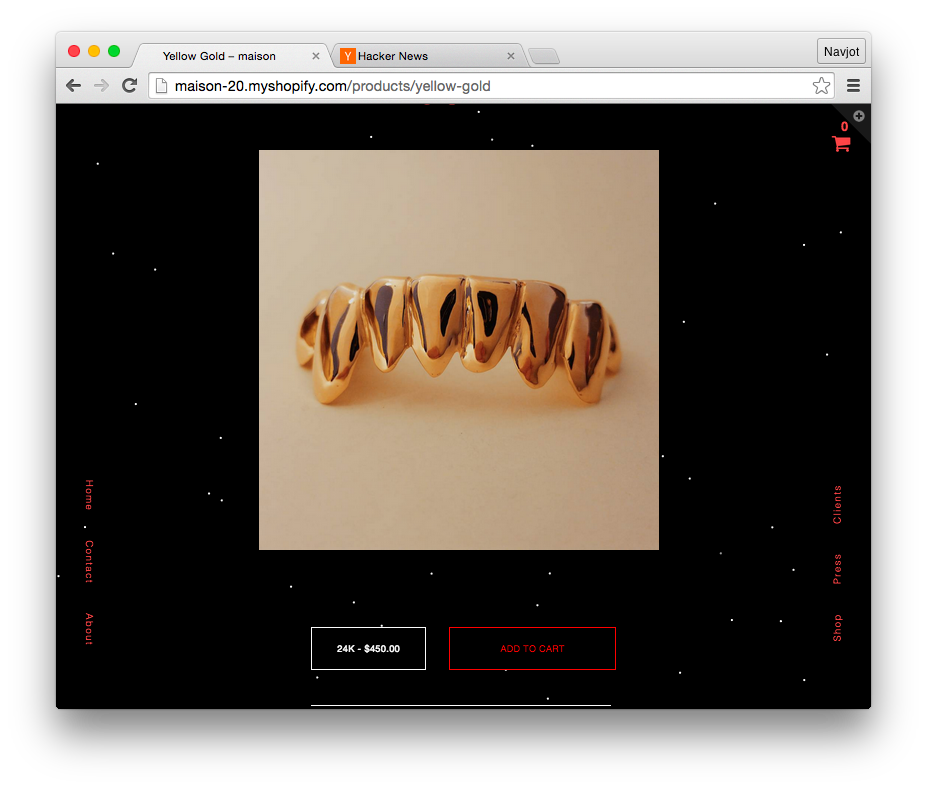 Yellow Gold – maison
Hacker News
Navjot
maison-20.myshopify.com/products/yellow-gold
0
Home
Contact
About
Clients
Press
Shop
24K - $450.00
ADD TO CART